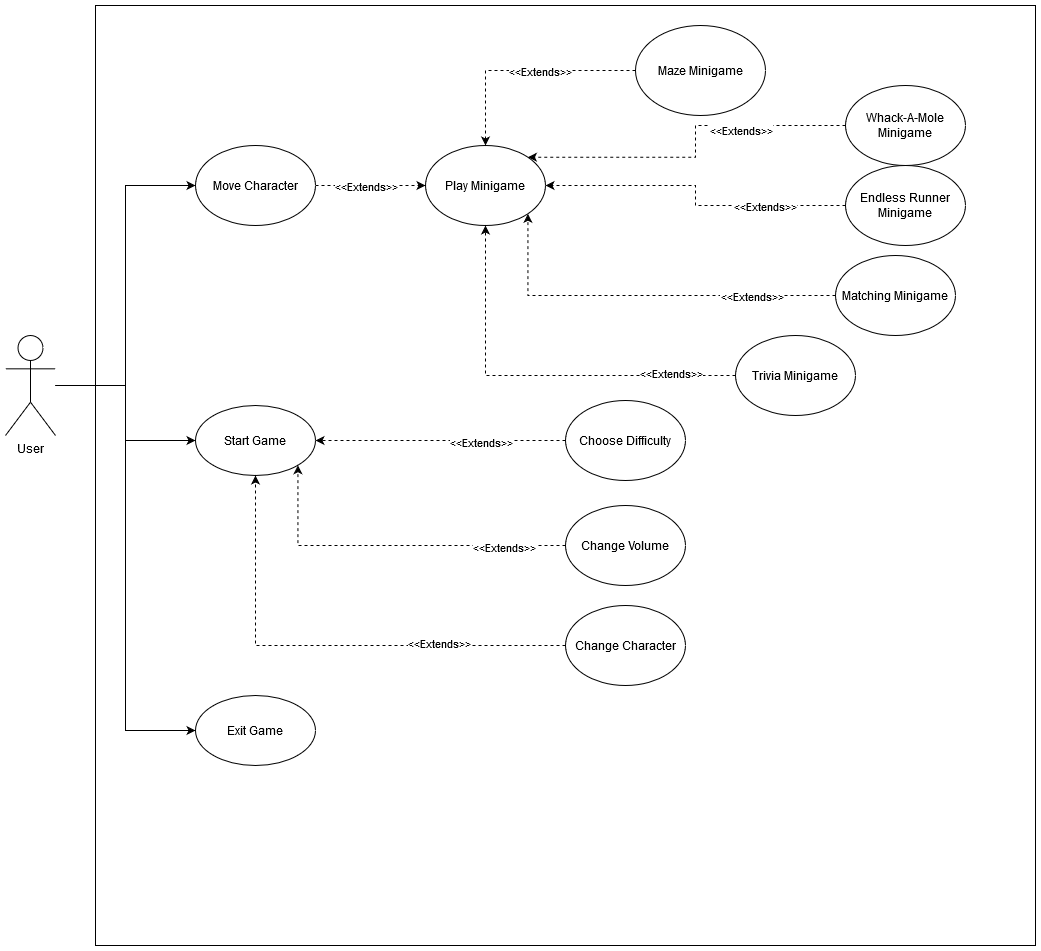 Maze Minigame
<<Extends>>
Whack-A-Mole
Minigame
<<Extends>>
Move Character
<<Extends>>
Play Minigame
Endless Runner
Minigame
<<Extends>>
Matching Minigame
<<Extends>>
Trivia Minigame
<<Extends>>
User
Start Game
<<Extends>>
Choose Difficulty
<<Extends>>
Change Volume
<<Extends>>
Change Character
Exit Game